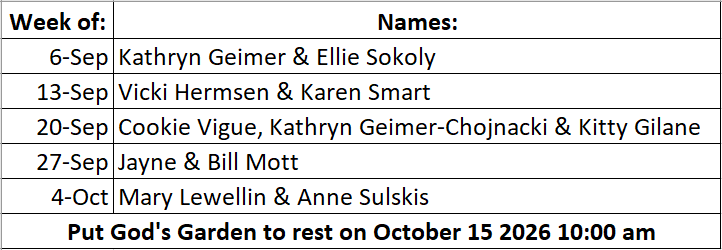 Week of: Names:
6-Sep Kathryn Geimer & Ellie Sokoly
13-Sep Vicki Hermsen & Karen Smart
20-Sep Cookie Vigue, Kathryn Geimer-Chojnacki & Kitty Gilane
27-Sep Jayne & Bill Mott
4-Oct Mary Lewellin & Anne Sulskis
Put God's Garden to rest on October 15 2026 10:00 am